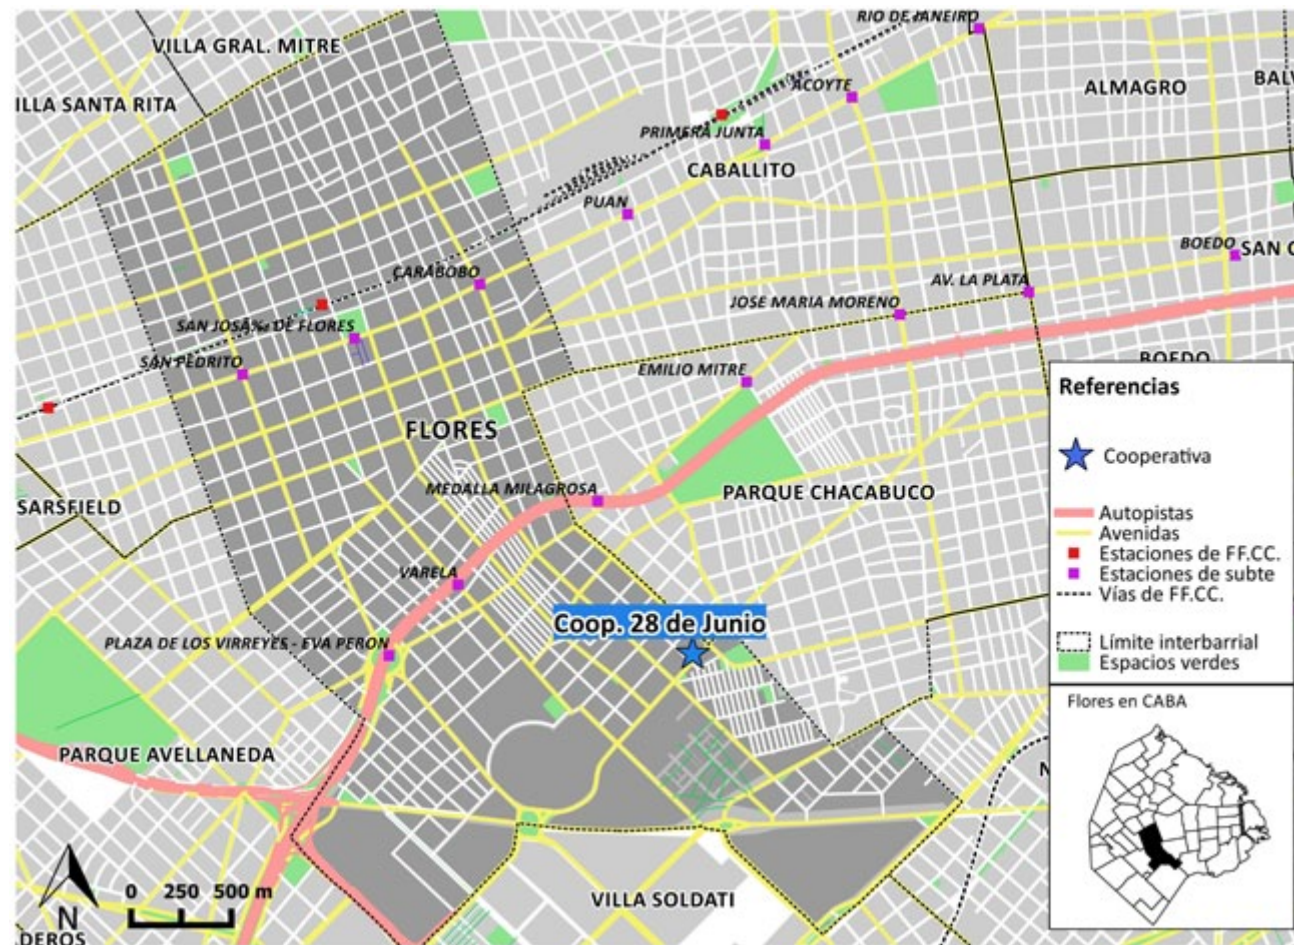 RIO DE JANEIRO
VILLA GRAL. MITRE
BAL
ALMAGRO
ACOYTE
ILLA SANTA RITA
PRIMERA JUNTA
CABALLITO
PUAN
BOEDO
SAN C
CARABOBO
AV. LA PLATA
JOSE MARIA MORENO
SAN JOSÃ‰ DE FLORES
SAN PEDRITO
EMILIO MITRE
BOEDO
FLORES
MEDALLA MILAGROSA
PARQUE CHACABUCO
SARSFIELD
VARELA
Coop. 28 de Junio
PLAZA DE LOS VIRREYES - EVA PERON
PARQUE AVELLANEDA
N
VILLA SOLDATI
0 250 500 m
N
DEROS
Referencias
Cooperativa
Autopistas
Avenidas
Estaciones de FF.CC.
Estaciones de subte
Vías de FF.CC.
Límite interbarrial
Espacios verdes
Flores en CABA